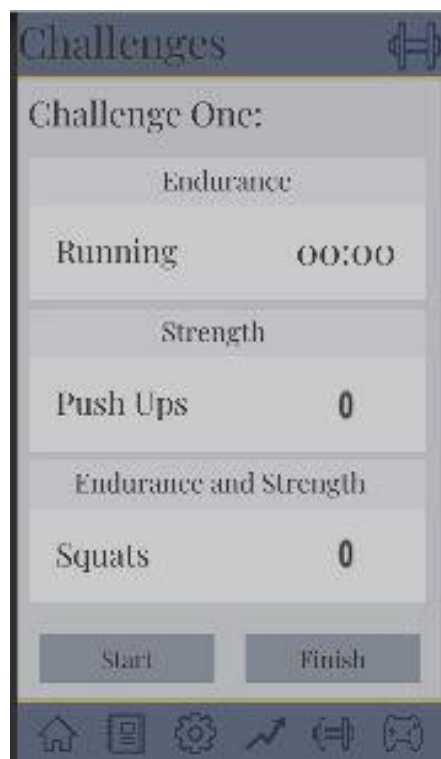 Challenges
Challenge One:
Endurance
Running 00:00
Strength
Push Ups 0
Endurance and Strength
Squats 0
Start Finish